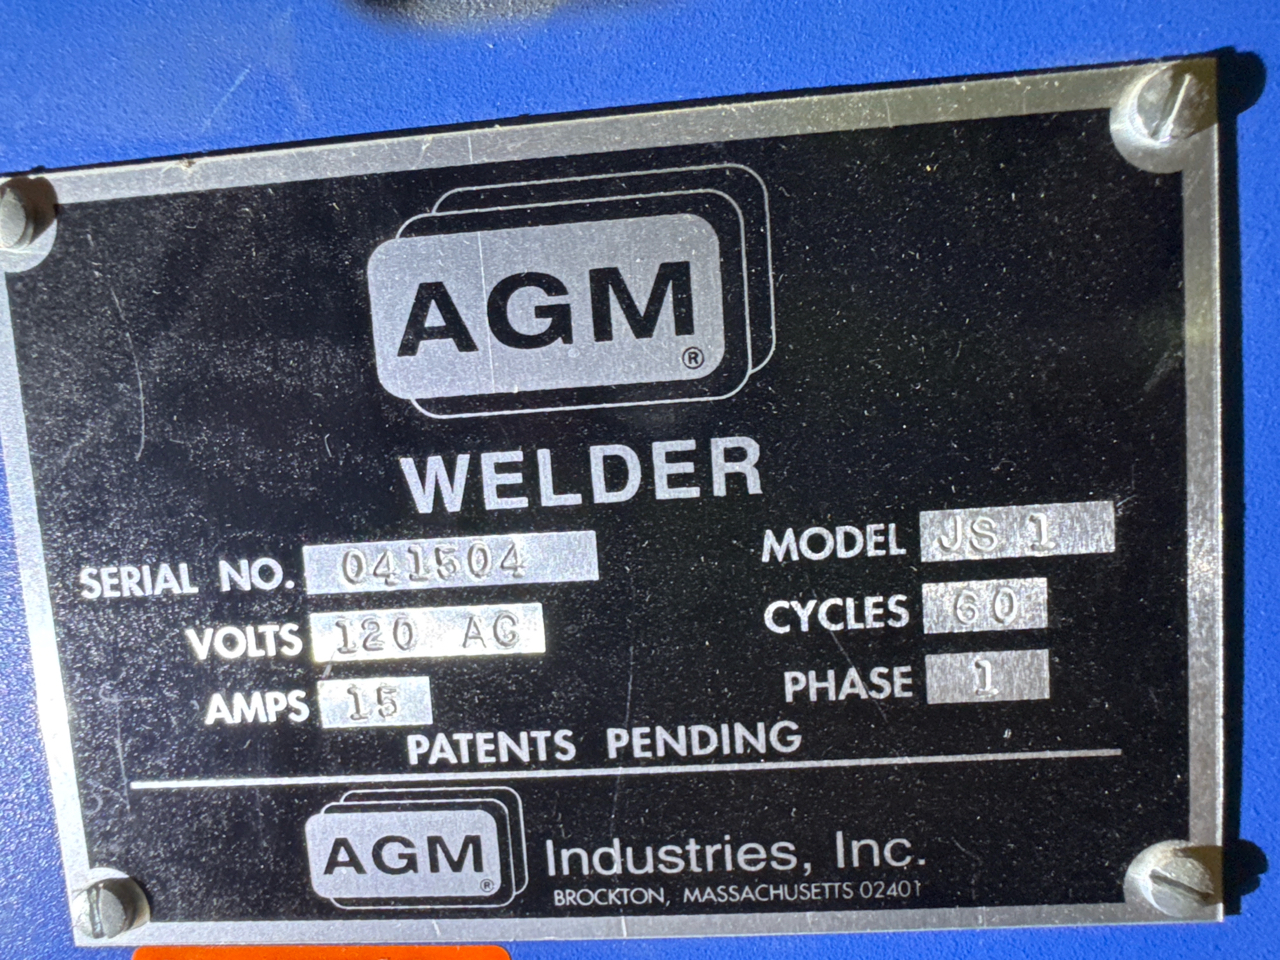 AGM ®
WELDER
SERIAL NO. 041504
MODEL JS 1
VOLTS 120 AC
CYCLES 60
AMPS 15
PHASE 1
PATENTS PENDING
AGM ® Industries, Inc.
BROCKTON, MASSACHUSETTS 02401